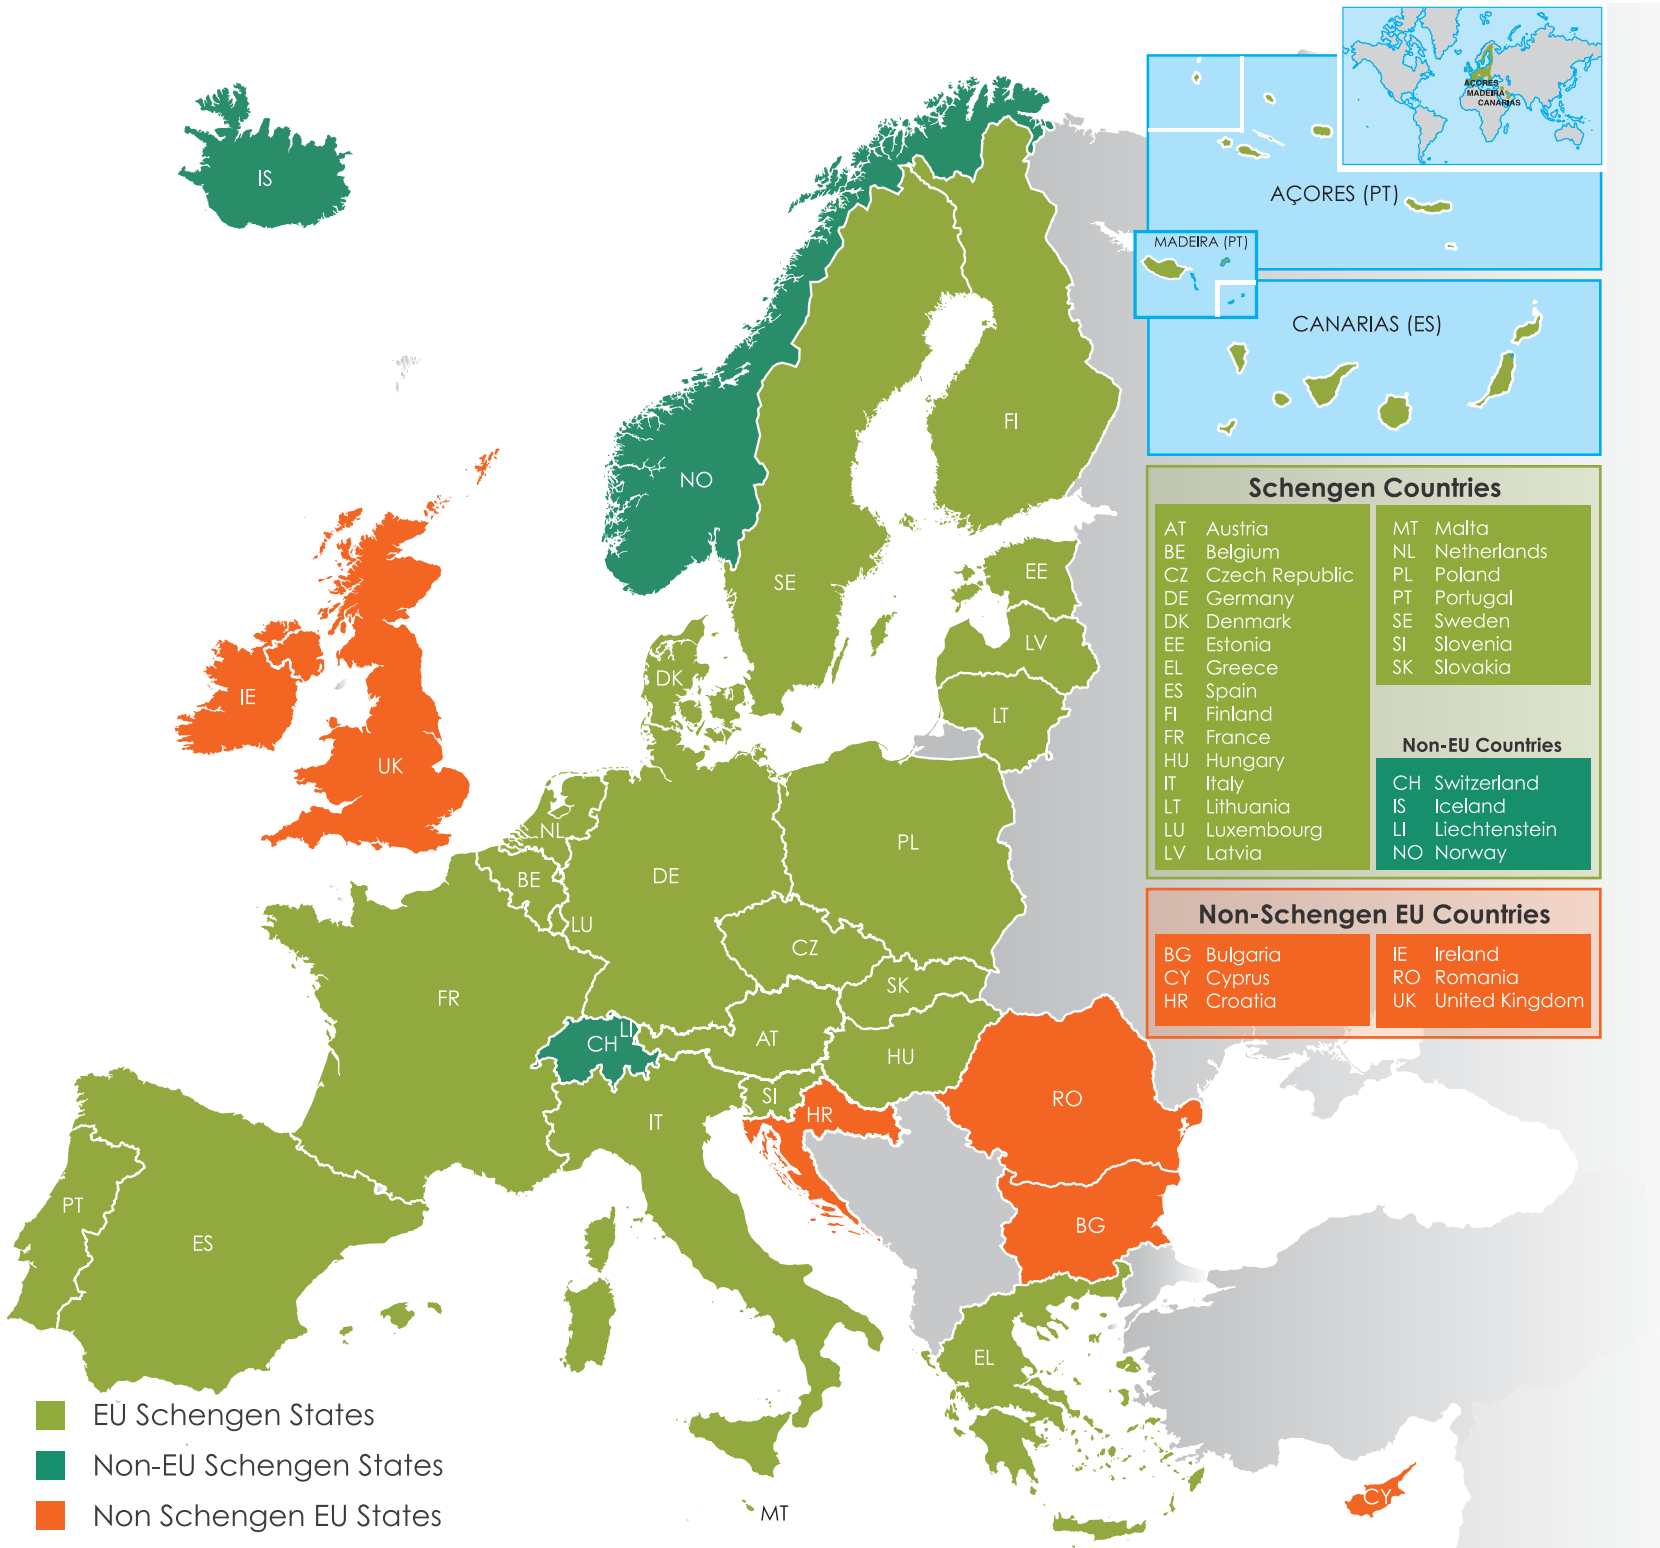 AÇORES
MADEIRA
CANARIAS
AÇORES (PT)
MADEIRA (PT)
CANARIAS (ES)
IS
NO
FI
SE
EE
LV
LT
DK
IE
UK
NL
BE
LU
DE
PL
CZ
SK
FR
CH
LI
AT
HU
SI
HR
RO
IT
BG
PT
ES
EL
MT
CY
Schengen Countries
AT Austria
BE Belgium
CZ Czech Republic
DE Germany
DK Denmark
EE Estonia
EL Greece
ES Spain
FI Finland
FR France
HU Hungary
IT Italy
LT Lithuania
LU Luxembourg
LV Latvia
MT Malta
NL Netherlands
PL Poland
PT Portugal
SE Sweden
SI Slovenia
SK Slovakia
Non-EU Countries
CH Switzerland
IS Iceland
LI Liechtenstein
NO Norway
Non-Schengen EU Countries
BG Bulgaria
CY Cyprus
HR Croatia
IE Ireland
RO Romania
UK United Kingdom
EU Schengen States
Non-EU Schengen States
Non Schengen EU States